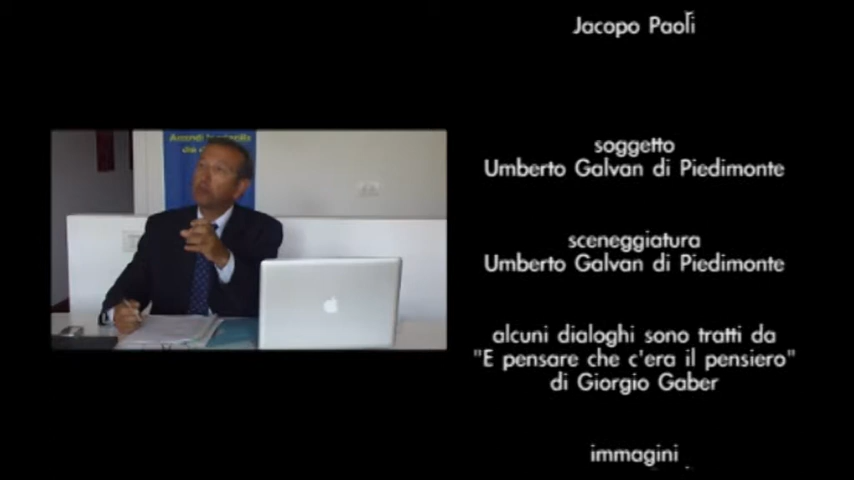 Jacopo Paoli
soggetto
Umberto Galvan di Piedimonte
sceneggiatura
Umberto Galvan di Piedimonte
alcuni dialoghi sono tratti da
"E pensare che c'era il pensiero"
di Giorgio Gaber
immagini